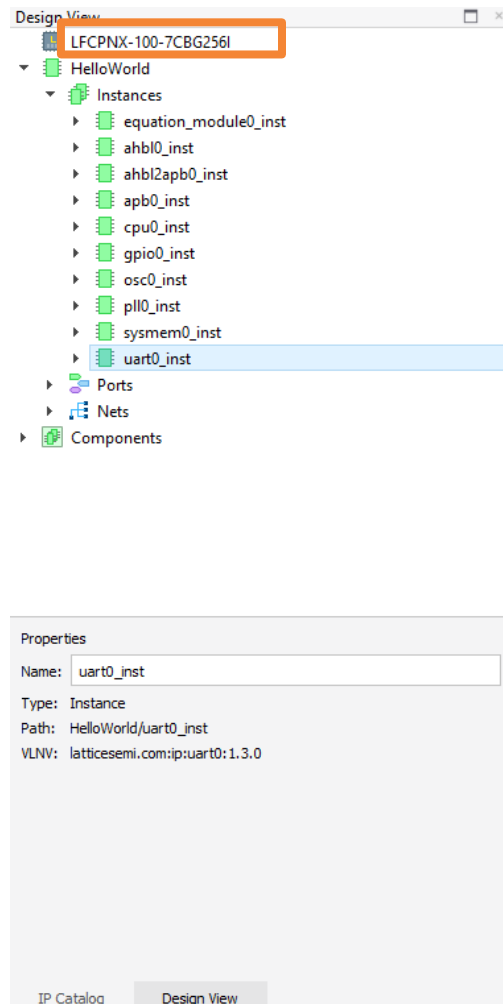 Design View
LFCPNX-100-7CBG256I
HelloWorld
Instances
equation_module0_inst
ahbl0_inst
ahbl2apb0_inst
apb0_inst
cpu0_inst
gpio0_inst
osc0_inst
pll0_inst
sysmem0_inst
uart0_inst
Ports
Nets
Components
Properties
Name: uart0_inst
Type: Instance
Path: HelloWorld/uart0_inst
VLNV: latticesemi.com:ip:uart0:1.3.0
IP Catalog Design View